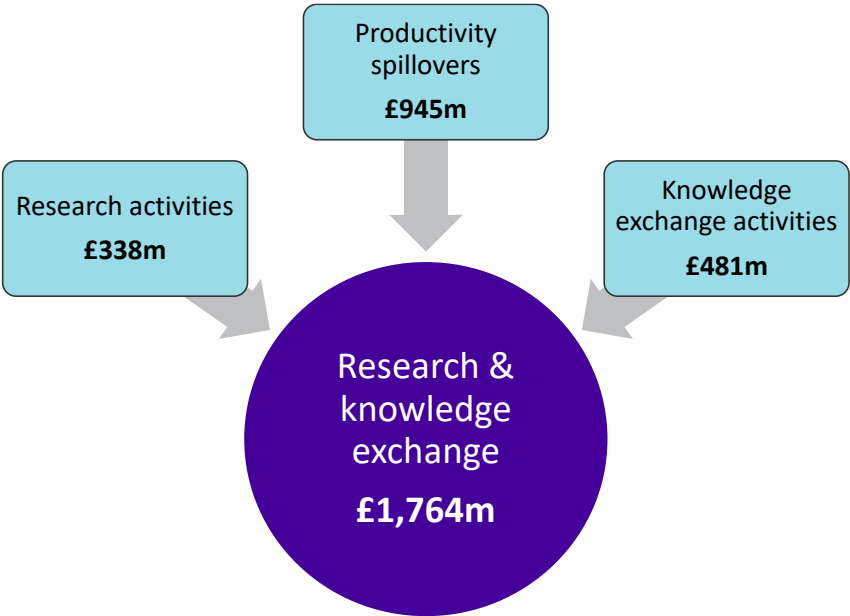 Productivity
spillovers
£945m
Research activities
£338m
Knowledge
exchange activities
£481m
Research &
knowledge
exchange
£1,764m